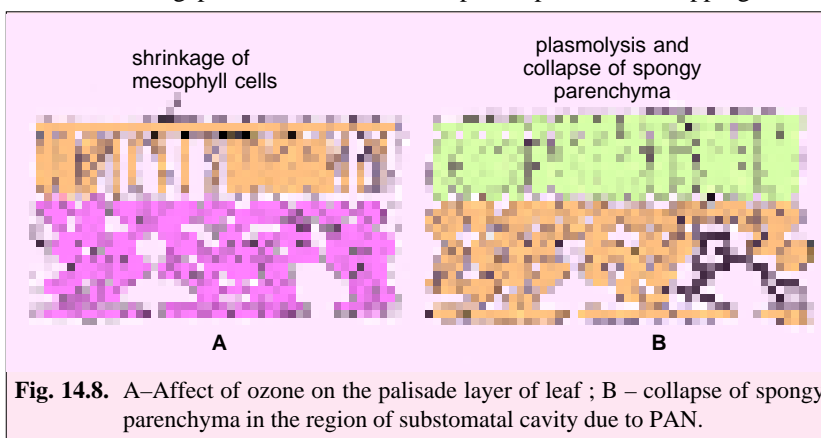 shrinkage of
mesophyll cells
plasmolysis and
collapse of spongy
parenchyma
A
B
Fig. 14.8. A–Affect of ozone on the palisade layer of leaf ; B – collapse of spongy
parenchyma in the region of substomatal cavity due to PAN.